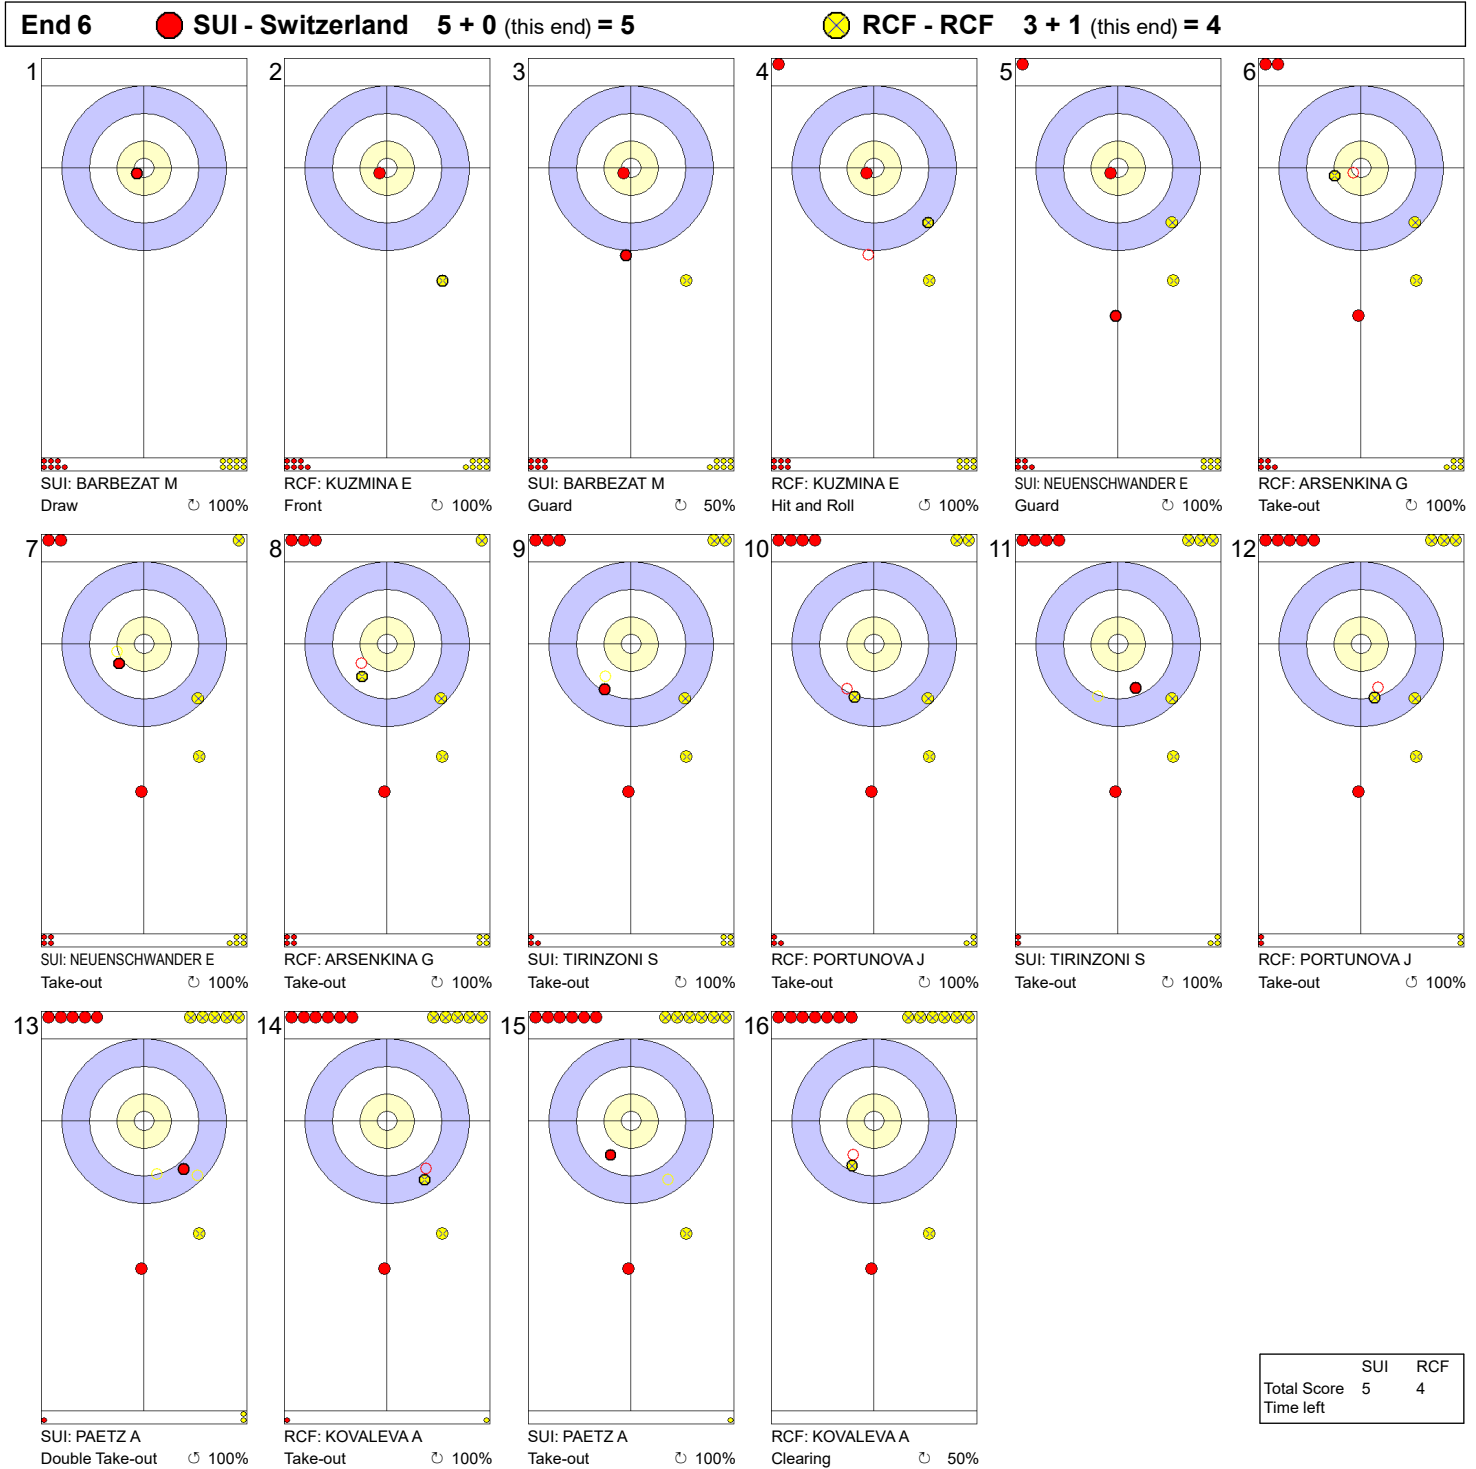 End 6 SUI - Switzerland 5 + 0 (this end) = 5 RCF - RCF 3 + 1 (this end) = 4
1 2 3 4 5 6
SUI: BARBEZAT M RCF: KUZMINA E SUI: BARBEZAT M RCF: KUZMINA E SUI: NEUENSCHWANDER E RCF: ARSENKINA G
Draw ↻ 100% Front ↻ 100% Guard ↻ 50% Hit and Roll ↺ 100% Guard ↻ 100% Take-out ↺ 100%
7 8 9 10 11 12
SUI: NEUENSCHWANDER E RCF: ARSENKINA G SUI: TIRINZONI S RCF: PORTUNOVA J SUI: TIRINZONI S RCF: PORTUNOVA J
Take-out ↺ 100% Take-out ↻ 100% Take-out ↻ 100% Take-out ↻ 100% Take-out ↻ 100% Take-out ↻ 100%
13 14 15 16
SUI: PAETZ A RCF: KOVALEVA A SUI: PAETZ A RCF: KOVALEVA A
Double Take-out ↺ 100% Take-out ↻ 100% Take-out ↺ 100% Clearing ↻ 50%
SUI RCF
Total Score 5 4
Time left